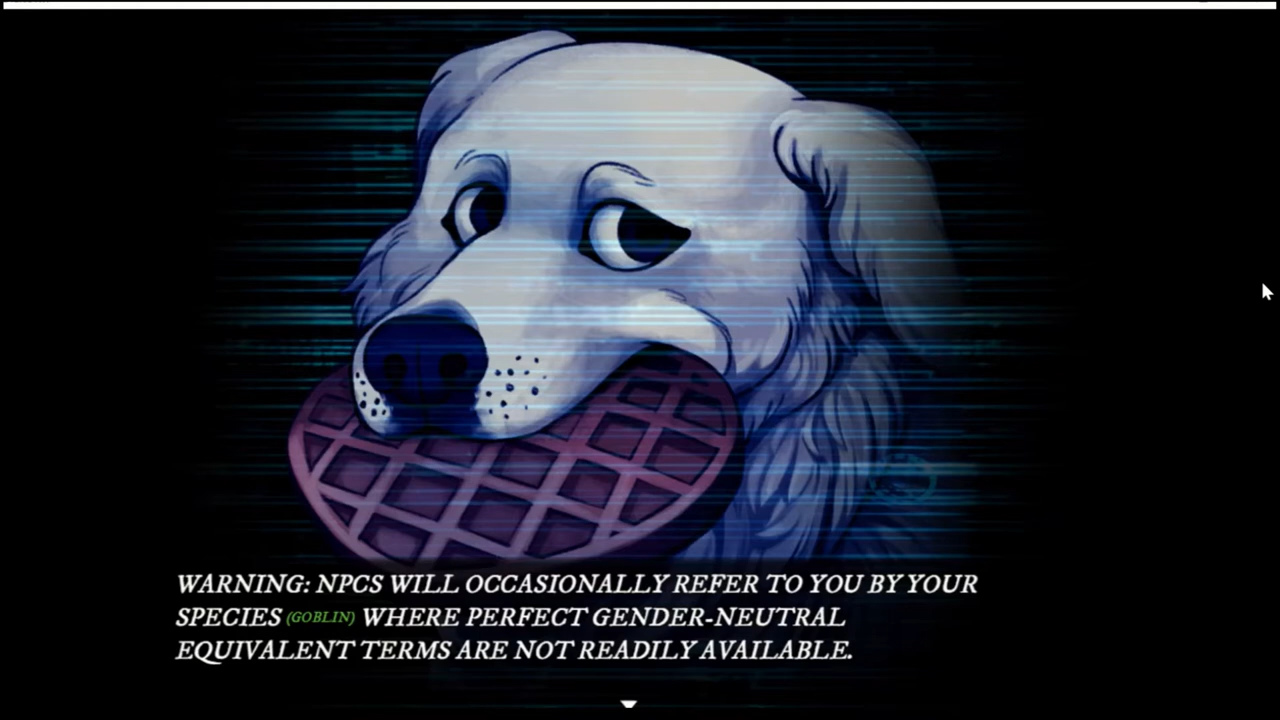 WARNING: NPCS WILL OCCASIONALLY REFER TO YOU BY YOUR
SPECIES (GOBLIN) WHERE PERFECT GENDER-NEUTRAL
EQUIVALENT TERMS ARE NOT READILY AVAILABLE.